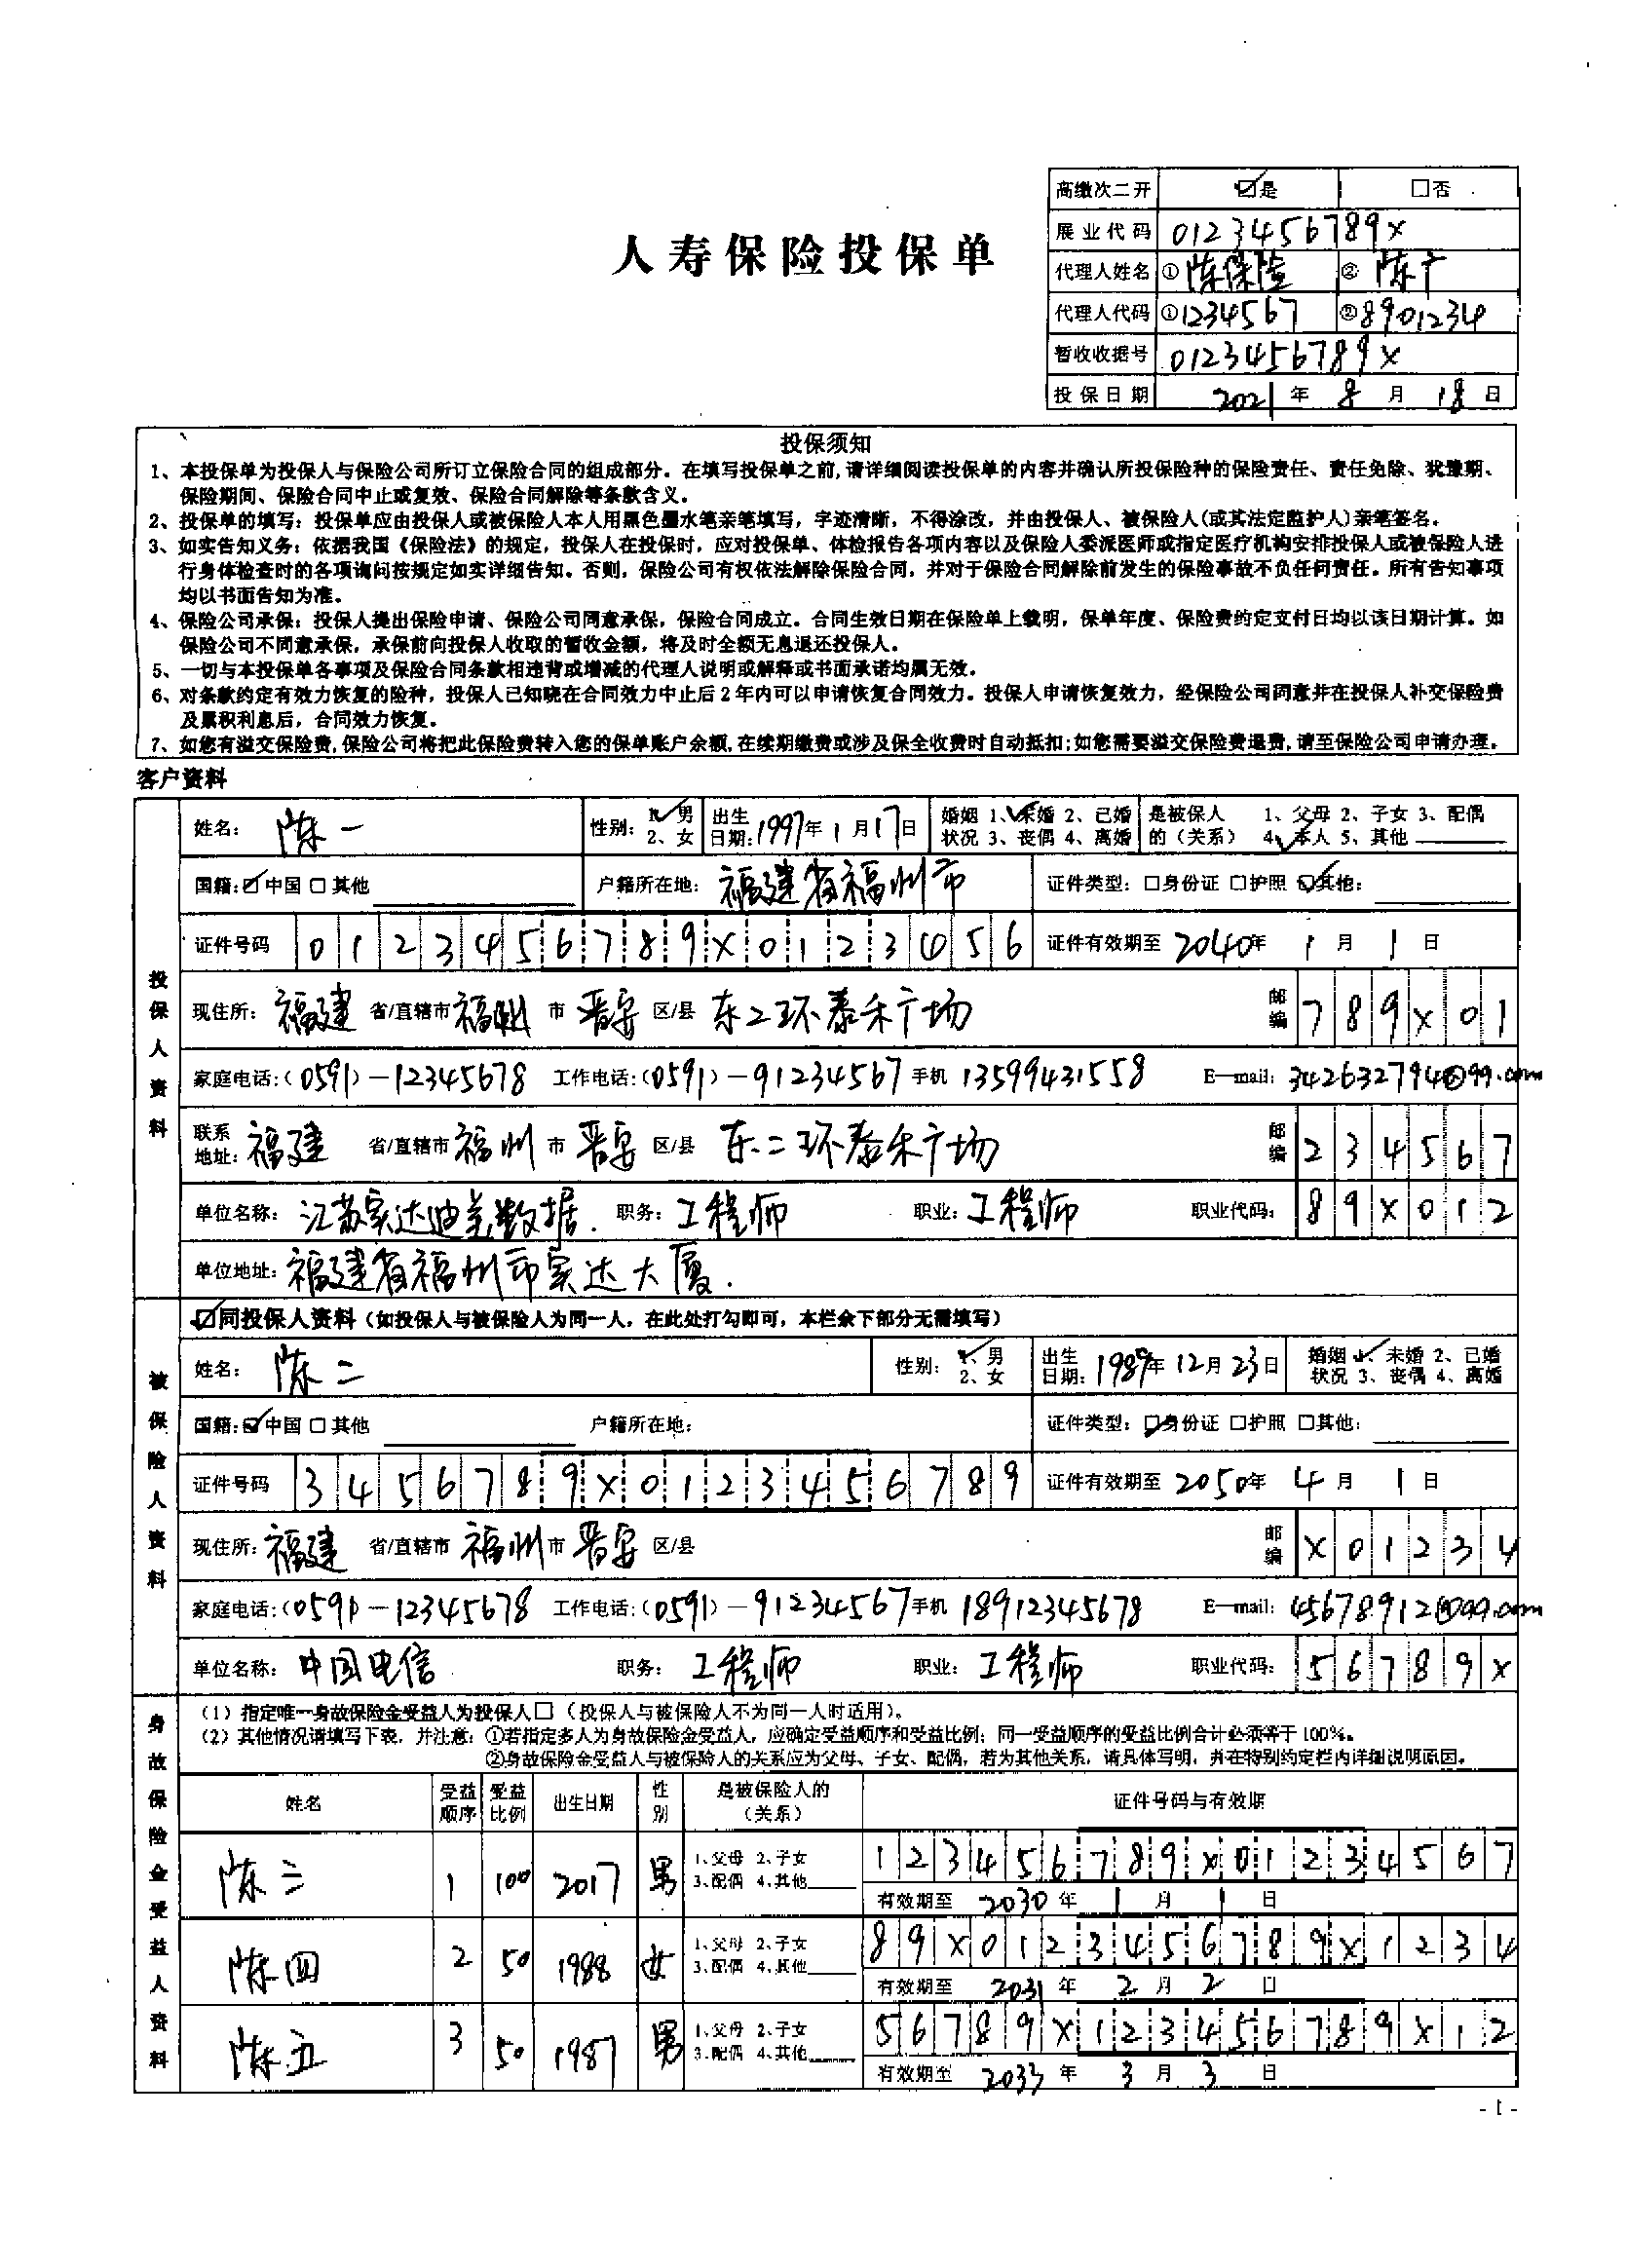 高缴次二开 ☑是 □否
人寿保险投保单
展业代码 0123456789X
代理人姓名 ①陈保险 ②陈广
代理人代码 ①1234567 ②8901234
暂收收据号 0123456789X
投保日期 2021年8月18日
投保须知
1、本投保单为投保人与保险公司所订立保险合同的组成部分。在填写投保单之前,请详细阅读投保单的内容并确认所投保险种的保险责任、责任免除、犹豫期、
保险期间、保险合同中止或复效、保险合同解除等条款含义。
2、投保单的填写：投保单应由投保人或被保险人本人用黑色墨水笔亲笔填写，字迹清晰，不得涂改，并由投保人、被保险人(或其法定监护人)亲笔签名。
3、如实告知义务：依据我国《保险法》的规定，投保人在投保时，应对投保单、体检报告各项内容以及保险人委派医师或指定医疗机构安排投保人或被保险人进
行身体检查时的各项询问按规定如实详细告知。否则，保险公司有权依法解除保险合同，并对于保险合同解除前发生的保险事故不负任何责任。所有告知事项
均以书面告知为准。
4、保险公司承保：投保人提出保险申请、保险公司同意承保，保险合同成立。合同生效日期在保险单上载明，保单年度、保险费约定支付日均以该日期计算。如
保险公司不同意承保，承保前向投保人收取的暂收金额，将及时全额无息退还投保人。
5、一切与本投保单各事项及保险合同条款相违背或增减的代理人说明或解释或书面承诺均属无效。
6、对条款约定有效力恢复的险种，投保人已知晓在合同效力中止后2年内可以申请恢复合同效力。投保人申请恢复效力，经保险公司同意并在投保人补交保险费
及累积利息后，合同效力恢复。
7、如您有溢交保险费,保险公司将把此保险费转入您的保单账户余额,在续期缴费或涉及保全收费时自动抵扣;如您需要溢交保险费退费,请至保险公司申请办理。
客户资料
投保人资料
姓名：陈一 性别：1、男 2、女 出生日期：1997年1月17日 婚姻状况 1、未婚 2、已婚 3、丧偶 4、离婚 是被保人的（关系） 1、父母 2、子女 3、配偶 4、本人 5、其他
国籍：☑中国 □其他 户籍所在地：福建省福州市 证件类型：□身份证 □护照 ☑其他：
证件号码 0123456789X0123456 证件有效期至 2040年1月1日
现住所：福建 省/直辖市 福州 市 晋安 区/县 东二环泰禾广场 邮编 789X01
家庭电话：(0591)－12345678 工作电话：(0591)－91234567 手机 13599431558 E－mail：342632794@qq.com
联系地址：福建 省/直辖市 福州 市 晋安 区/县 东二环泰禾广场 邮编 234567
单位名称：江苏实达迪美数据. 职务：工程师 职业：工程师 职业代码：89X012
单位地址：福建省福州市实达大厦.
被保险人资料
☑同投保人资料（如投保人与被保险人为同一人，在此处打勾即可，本栏余下部分无需填写）
姓名：陈二 性别：1、男 2、女 出生日期：1989年12月23日 婚姻状况 1、未婚 2、已婚 3、丧偶 4、离婚
国籍：☑中国 □其他 户籍所在地： 证件类型：☑身份证 □护照 □其他：
证件号码 3456789X0123456789 证件有效期至 2050年4月1日
现住所：福建 省/直辖市 福州 市 晋安 区/县 邮编 X01234
家庭电话：(0591)－12345678 工作电话：(0591)－91234567 手机 18912345678 E－mail：456789121@qq.com
单位名称：中国电信 职务：工程师 职业：工程师 职业代码：56789X
身故保险金受益人资料
（1）指定唯一身故保险金受益人为投保人□（投保人与被保险人不为同一人时适用）。
（2）其他情况请填写下表，并注意：①若指定多人为身故保险金受益人，应确定受益顺序和受益比例；同一受益顺序的受益比例合计必须等于100%。
②身故保险金受益人与被保险人的关系应为父母、子女、配偶，若为其他关系，请具体写明，并在特别约定栏内详细说明原因。
姓名 受益顺序 受益比例 出生日期 性别 是被保险人的（关系） 证件号码与有效期
陈三 1 100 2017 男 1、父母 2、子女 3、配偶 4、其他 123456789X01234567
有效期至 2030年1月1日
陈四 2 50 1988 女 1、父母 2、子女 3、配偶 4、其他 89X0123456789X1234
有效期至 2031年2月2日
陈五 3 50 1987 男 1、父母 2、子女 3、配偶 4、其他 56789X123456789X12
有效期至 2033年3月3日
- 1 -